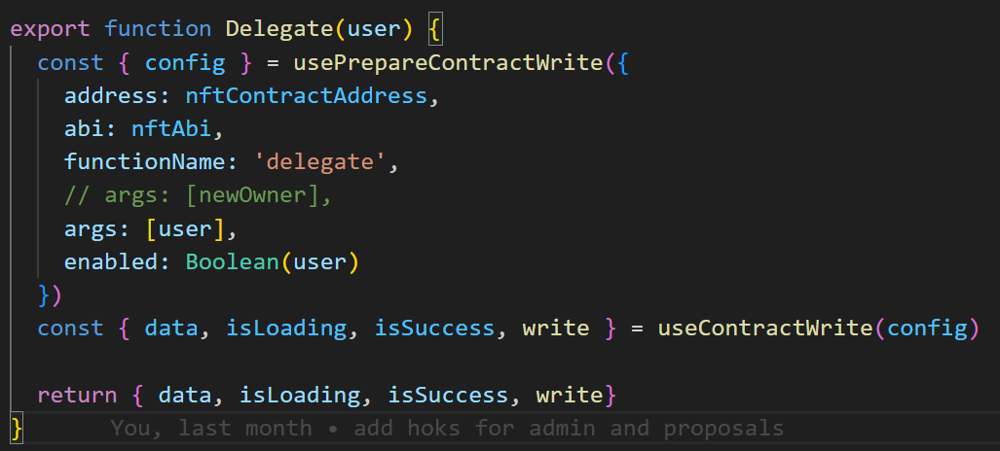 export function Delegate(user) {
const { config } = usePrepareContractWrite({
address: nftContractAddress,
abi: nftAbi,
functionName: 'delegate',
// args: [newOwner],
args: [user],
enabled: Boolean(user)
})
const { data, isLoading, isSuccess, write } = useContractWrite(config)
return { data, isLoading, isSuccess, write}
} You, last month • add hoks for admin and proposals